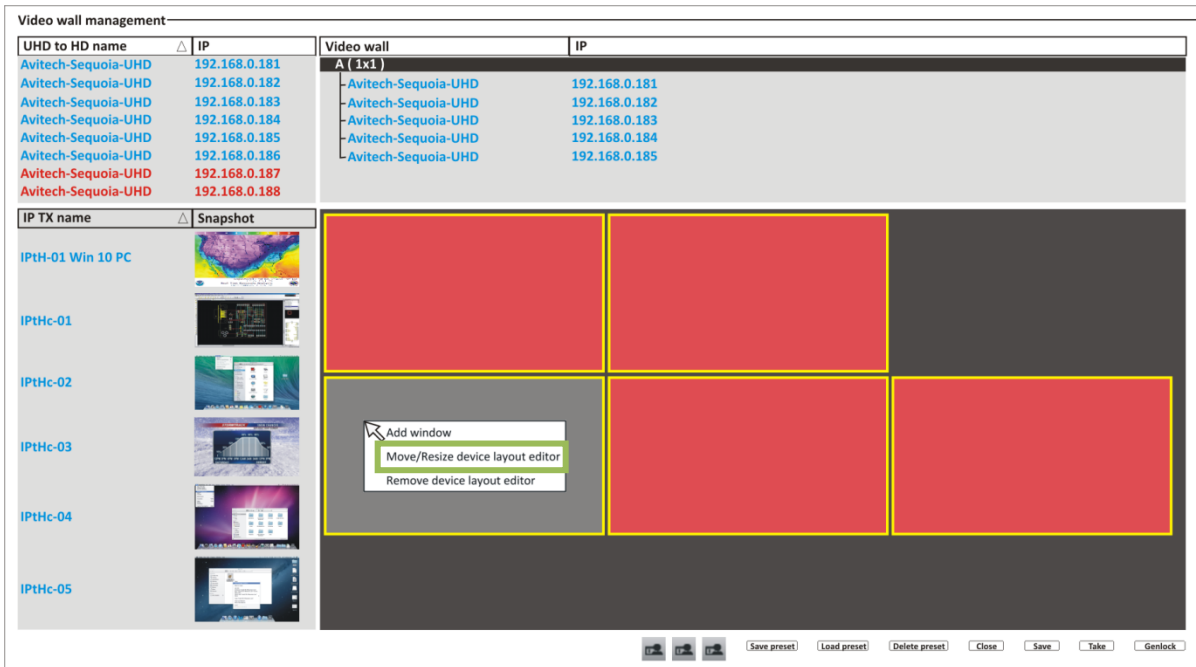 Video wall management
UHD to HD name △ IP
Avitech-Sequoia-UHD 192.168.0.181
Avitech-Sequoia-UHD 192.168.0.182
Avitech-Sequoia-UHD 192.168.0.183
Avitech-Sequoia-UHD 192.168.0.184
Avitech-Sequoia-UHD 192.168.0.185
Avitech-Sequoia-UHD 192.168.0.186
Avitech-Sequoia-UHD 192.168.0.187
Avitech-Sequoia-UHD 192.168.0.188
Video wall IP
A ( 1x1 )
Avitech-Sequoia-UHD 192.168.0.181
Avitech-Sequoia-UHD 192.168.0.182
Avitech-Sequoia-UHD 192.168.0.183
Avitech-Sequoia-UHD 192.168.0.184
Avitech-Sequoia-UHD 192.168.0.185
IP TX name △ Snapshot
IPtH-01 Win 10 PC
IPtHc-01
IPtHc-02
IPtHc-03
IPtHc-04
IPtHc-05
Add window
Move/Resize device layout editor
Remove device layout editor
Save preset Load preset Delete preset Close Save Take Genlock